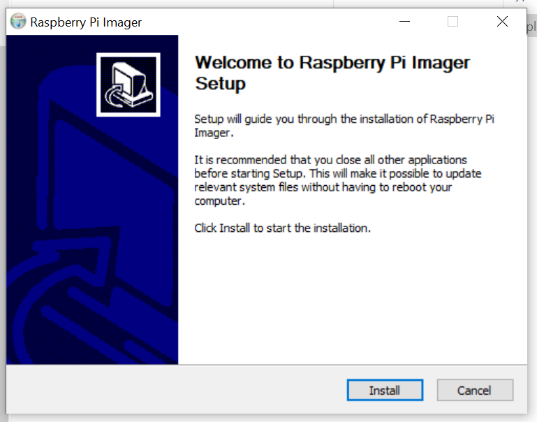 Raspberry Pi Imager
Welcome to Raspberry Pi Imager
Setup
Setup will guide you through the installation of Raspberry Pi
Imager.
It is recommended that you close all other applications
before starting Setup. This will make it possible to update
relevant system files without having to reboot your
computer.
Click Install to start the installation.
Install
Cancel